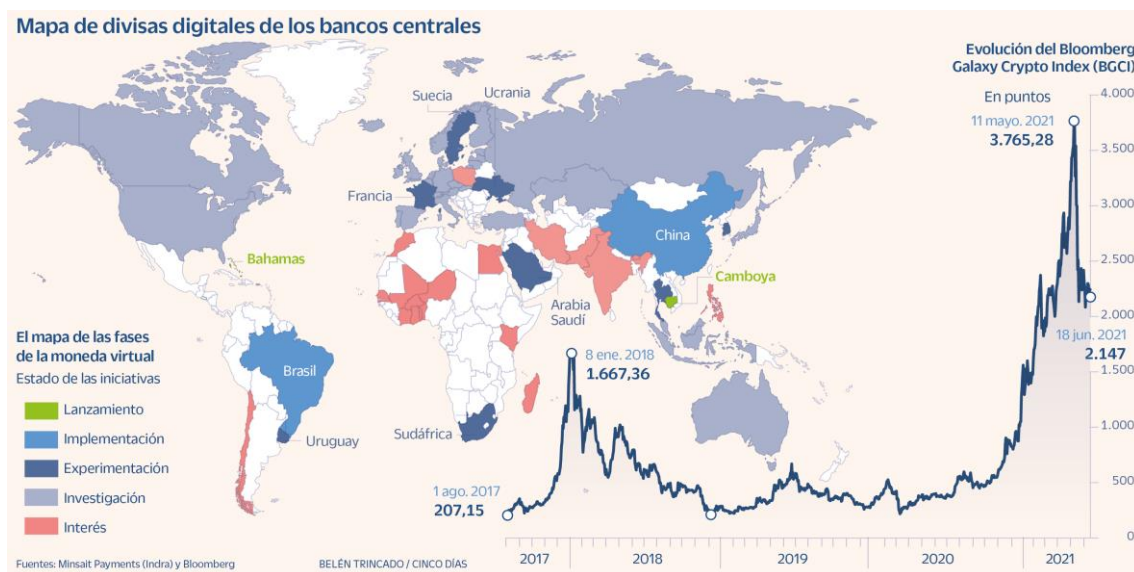 Mapa de divisas digitales de los bancos centrales
Suecia
Ucrania
Francia
Bahamas
China
Camboya
Arabia
Saudí
Brasil
Uruguay
Sudáfrica
El mapa de las fases
de la moneda virtual
Estado de las iniciativas
Lanzamiento
Implementación
Experimentación
Investigación
Interés
Evolución del Bloomberg
Galaxy Crypto Index (BGCI)
En puntos
11 mayo. 2021
3.765,28
8 ene. 2018
1.667,36
18 jun. 2021
2.147
1 ago. 2017
207,15
4.000
3.500
3.000
2.500
2.000
1.500
1.000
500
0
2017
2018
2019
2020
2021
Fuentes: Minsait Payments (Indra) y Bloomberg
BELÉN TRINCADO / CINCO DÍAS